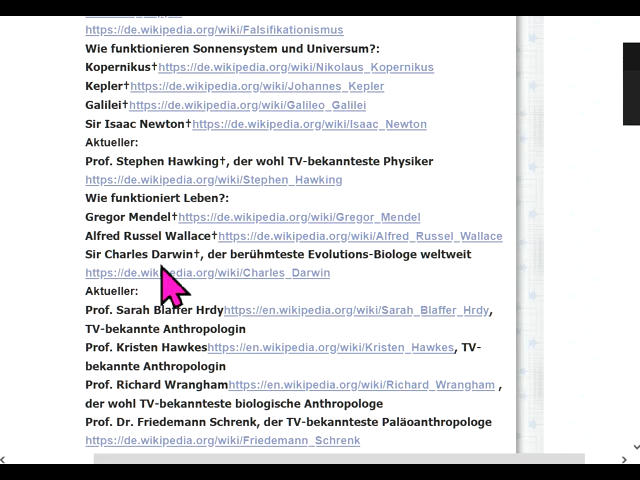 https://de.wikipedia.org/wiki/Falsifikationismus
Wie funktionieren Sonnensystem und Universum?:
Kopernikus†https://de.wikipedia.org/wiki/Nikolaus_Kopernikus
Kepler†https://de.wikipedia.org/wiki/Johannes_Kepler
Galilei†https://de.wikipedia.org/wiki/Galileo_Galilei
Sir Isaac Newton†https://de.wikipedia.org/wiki/Isaac_Newton
Aktueller:
Prof. Stephen Hawking†, der wohl TV-bekannteste Physiker
https://de.wikipedia.org/wiki/Stephen_Hawking
Wie funktioniert Leben?:
Gregor Mendel†https://de.wikipedia.org/wiki/Gregor_Mendel
Alfred Russel Wallace†https://de.wikipedia.org/wiki/Alfred_Russel_Wallace
Sir Charles Darwin†, der berühmteste Evolutions-Biologe weltweit
https://de.wikipedia.org/wiki/Charles_Darwin
Aktueller:
Prof. Sarah Blaffer Hrdyhttps://en.wikipedia.org/wiki/Sarah_Blaffer_Hrdy,
TV-bekannte Anthropologin
Prof. Kristen Hawkeshttps://en.wikipedia.org/wiki/Kristen_Hawkes, TV-
bekannte Anthropologin
Prof. Richard Wranghamhttps://en.wikipedia.org/wiki/Richard_Wrangham ,
der wohl TV-bekannteste biologische Anthropologe
Prof. Dr. Friedemann Schrenk, der TV-bekannteste Paläoanthropologe
https://de.wikipedia.org/wiki/Friedemann_Schrenk